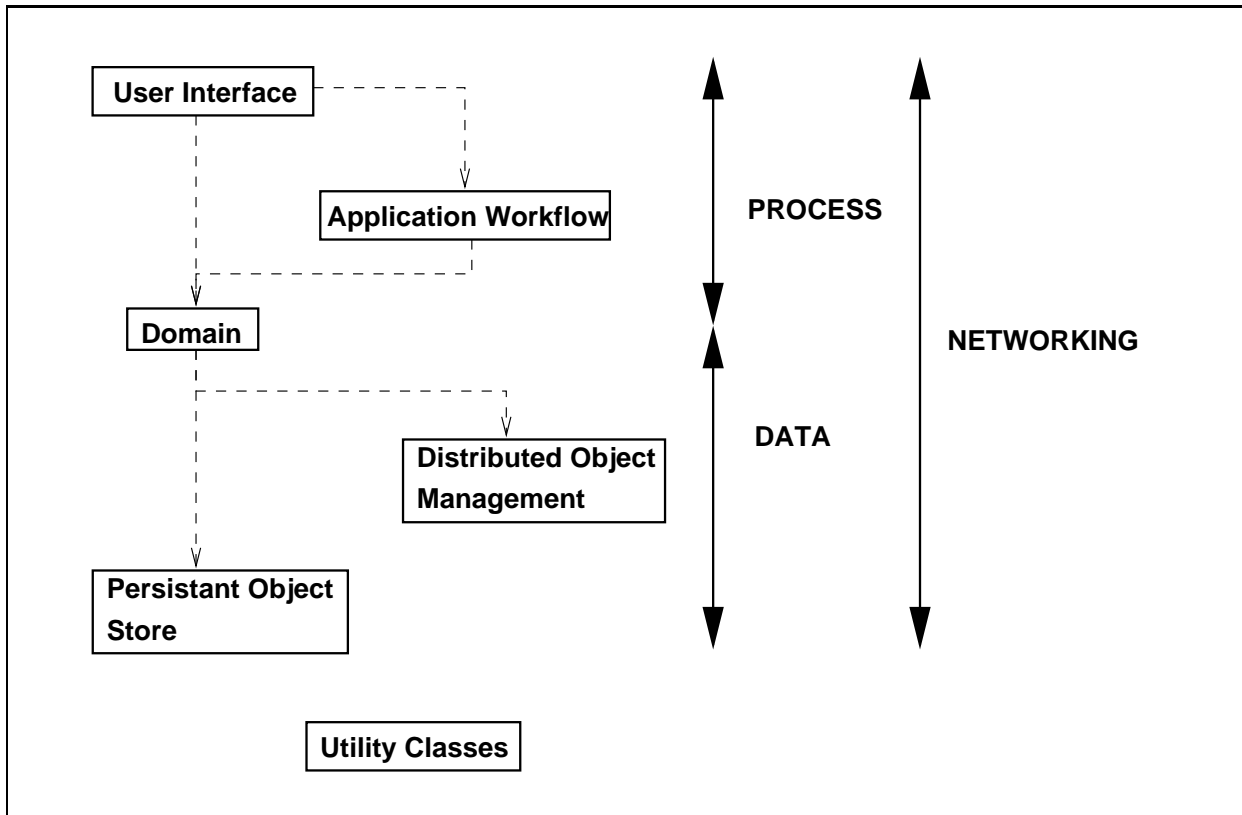 User Interface
Application Workflow
PROCESS
Domain
NETWORKING
DATA
Distributed Object
Management
Persistant Object
Store
Utility Classes